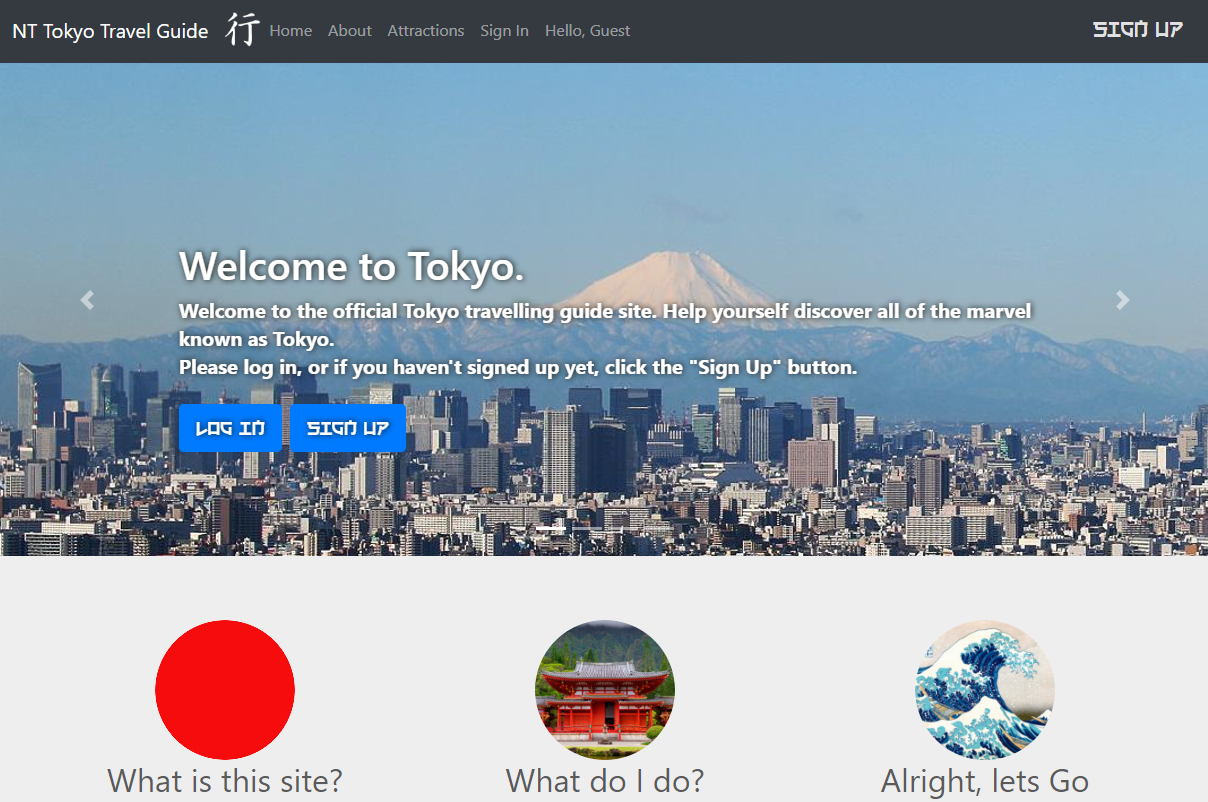 NT Tokyo Travel Guide 行 Home About Attractions Sign In Hello, Guest SIGN UP
Welcome to Tokyo.
Welcome to the official Tokyo travelling guide site. Help yourself discover all of the marvel
known as Tokyo.
Please log in, or if you haven't signed up yet, click the "Sign Up" button.
LOG IN SIGN UP
What is this site? What do I do? Alright, lets Go